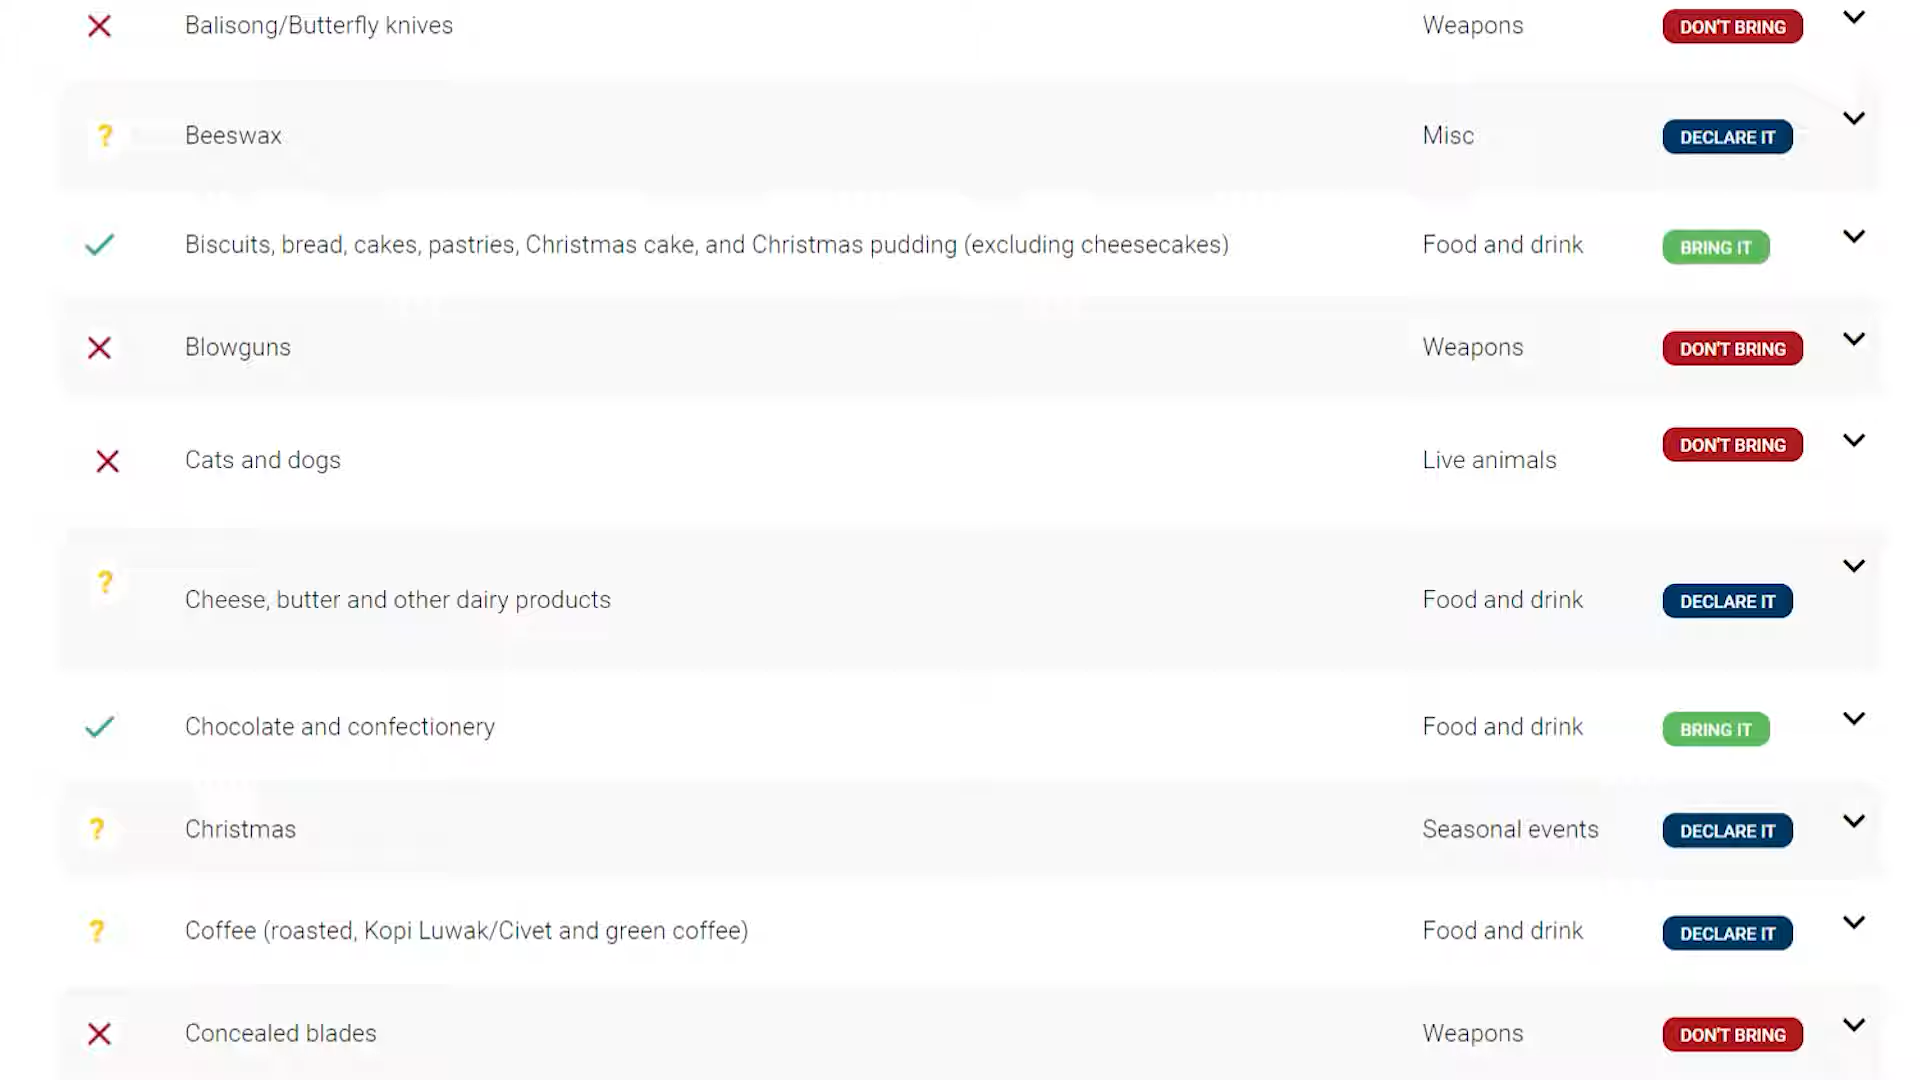 Balisong/Butterfly knives Weapons DON'T BRING
? Beeswax Misc DECLARE IT
Biscuits, bread, cakes, pastries, Christmas cake, and Christmas pudding (excluding cheesecakes) Food and drink BRING IT
Blowguns Weapons DON'T BRING
Cats and dogs Live animals DON'T BRING
? Cheese, butter and other dairy products Food and drink DECLARE IT
Chocolate and confectionery Food and drink BRING IT
? Christmas Seasonal events DECLARE IT
? Coffee (roasted, Kopi Luwak/Civet and green coffee) Food and drink DECLARE IT
Concealed blades Weapons DON'T BRING